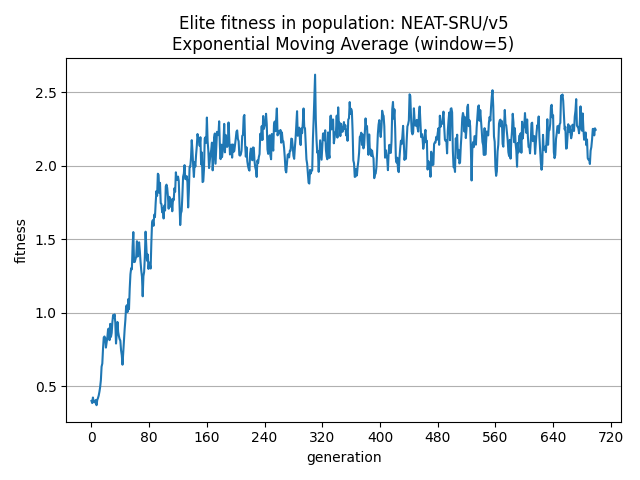 Elite fitness in population: NEAT-SRU/v5
Exponential Moving Average (window=5)
fitness
2.5
2.0
1.5
1.0
0.5
0 80 160 240 320 400 480 560 640 720
generation